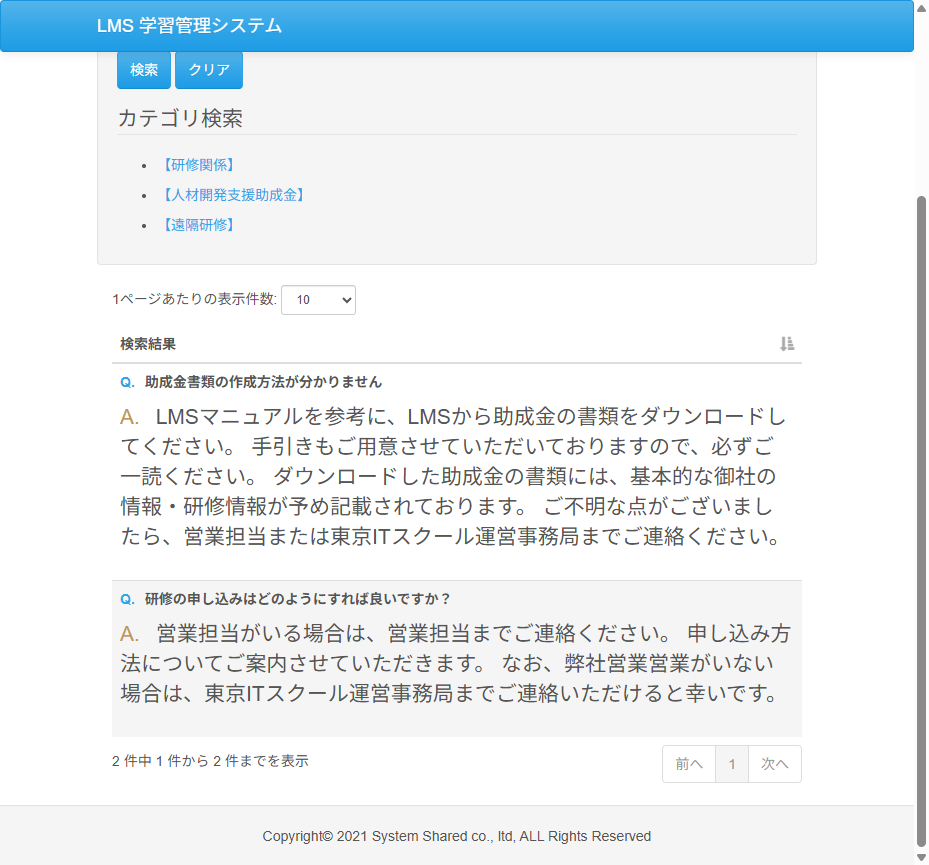 LMS 学習管理システム
検索 クリア
カテゴリ検索
【研修関係】
【人材開発支援助成金】
【遠隔研修】
1ページあたりの表示件数: 10
検索結果
Q. 助成金書類の作成方法が分かりません
A. LMSマニュアルを参考に、LMSから助成金の書類をダウンロードし
てください。 手引きもご用意させていただいておりますので、必ずご
一読ください。 ダウンロードした助成金の書類には、基本的な御社の
情報・研修情報が予め記載されております。 ご不明な点がございまし
たら、営業担当または東京ITスクール運営事務局までご連絡ください。
Q. 研修の申し込みはどのようにすれば良いですか？
A. 営業担当がいる場合は、営業担当までご連絡ください。 申し込み方
法についてご案内させていただきます。 なお、弊社営業営業がいない
場合は、東京ITスクール運営事務局までご連絡いただけると幸いです。
2 件中 1 件から 2 件までを表示
前へ 1 次へ
Copyright© 2021 System Shared co., ltd, ALL Rights Reserved